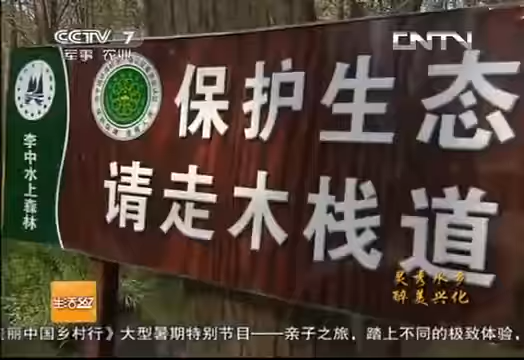 CCTV 7
军事 农业
CNTV
保护生态
请走木栈道
李中水上森林
灵秀水乡
醉美兴化
生活567
丽中国乡村行》大型暑期特别节目——亲子之旅，踏上不同的极致体验，